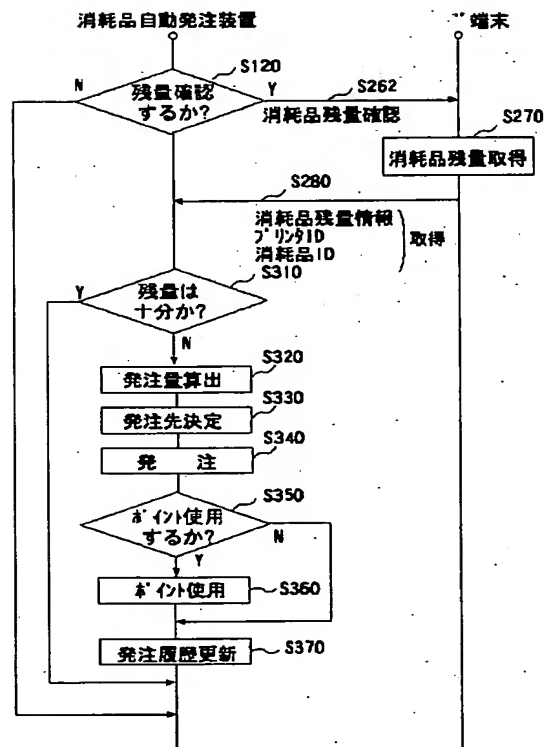 消耗品自動発注装置
端末
S120
N
Y
残量確認
するか?
S262
消耗品残量確認
S270
消耗品残量取得
S280
消耗品残量情報
プリンタID
消耗品ID
取得
S310
Y
残量は
十分か?
N
S320
発注量算出
S330
発注先決定
S340
発 注
S350
ポイント使用
するか?
N
Y
ポイント使用
S360
発注履歴更新
S370